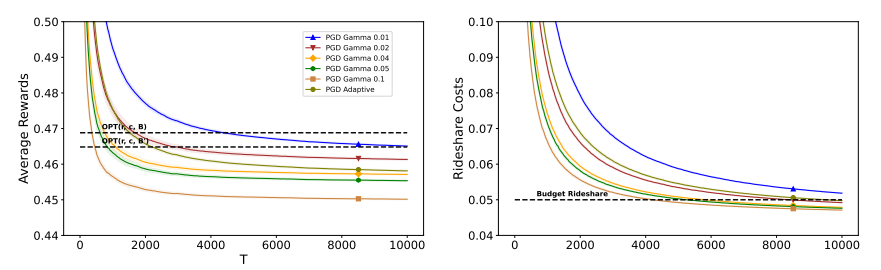 0.50
0.49
0.48
0.47
0.46
0.45
0.44
Average Rewards
0
2000
4000
6000
8000
10000
T
OPT(r, c, B)
OPT(r, c, B
PGD Gamma 0.01
PGD Gamma 0.02
PGD Gamma 0.04
PGD Gamma 0.05
PGD Gamma 0.1
PGD Adaptive
0.10
0.09
0.08
0.07
0.06
0.05
0.04
Rideshare Costs
0
2000
4000
6000
8000
10000
Budget Rideshare